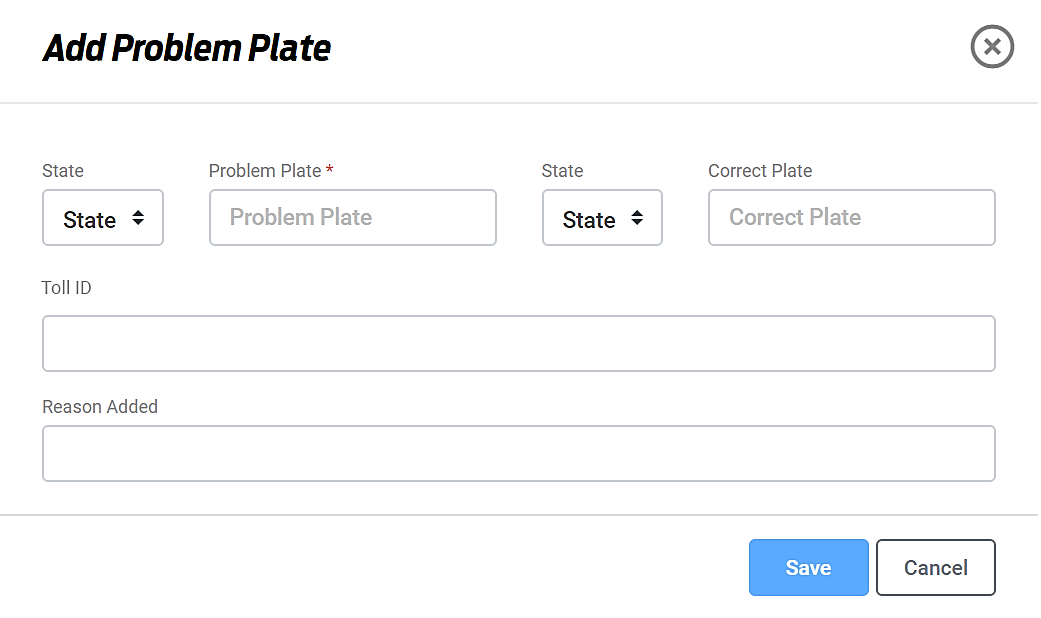 Add Problem Plate
State Problem Plate * State Correct Plate
State Problem Plate State Correct Plate
Toll ID
Reason Added
Save Cancel